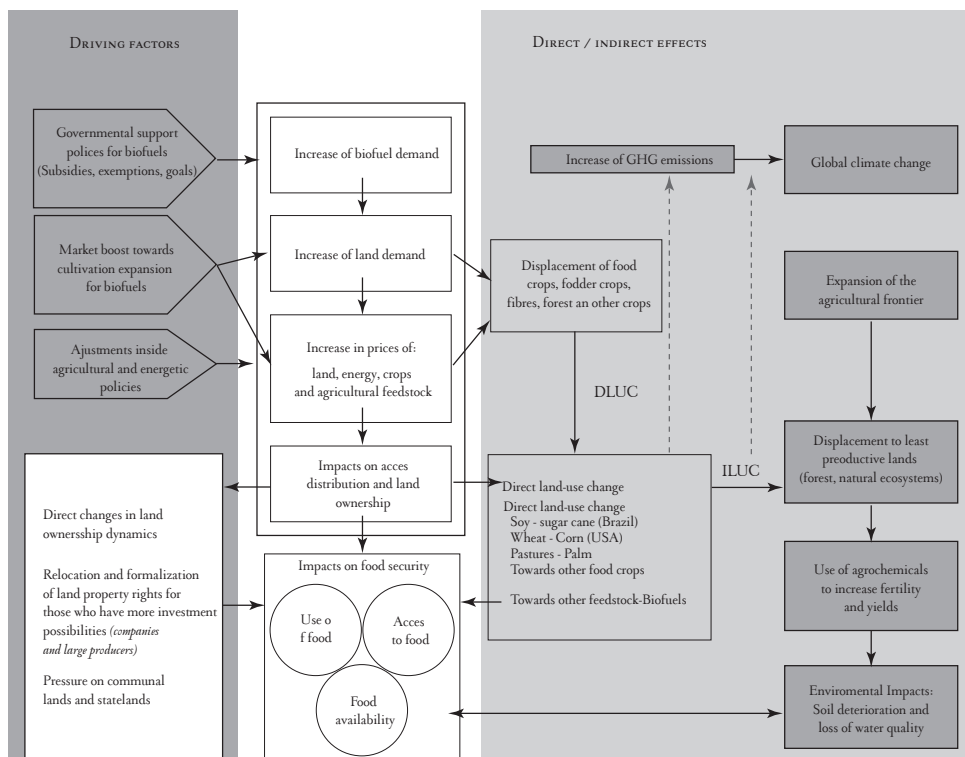 DRIVING FACTORS
DIRECT / INDIRECT EFFECTS
Governmental support
polices for biofuels
(Subsidies, exemptions, goals)
Market boost towards
cultivation expansion
for biofuels
Ajustments inside
agricultural and energetic
policies
Increase of biofuel demand
Increase of land demand
Increase in prices of:
land, energy, crops
and agricultural feedstock
Impacts on acces
distribution and land
ownership
Direct changes in land
ownersship dynamics
Relocation and formalization
of land property rights for
those who have more investment
possibilities (companies
and large producers)
Pressure on communal
lands and statelands
Impacts on food security
Use o
f food
Acces
to food
Food
availability
Displacement of food
crops, fodder crops,
fibres, forest an other crops
DLUC
Direct land-use change
Direct land-use change
Soy - sugar cane (Brazil)
Wheat - Corn (USA)
Pastures - Palm
Towards other food crops
Towards other feedstock-Biofuels
ILUC
Increase of GHG emissions
Global climate change
Expansion of the
agricultural frontier
Displacement to least
preoductive lands
(forest, natural ecosystems)
Use of agrochemicals
to increase fertility
and yields
Enviromental Impacts:
Soil deterioration and
loss of water quality